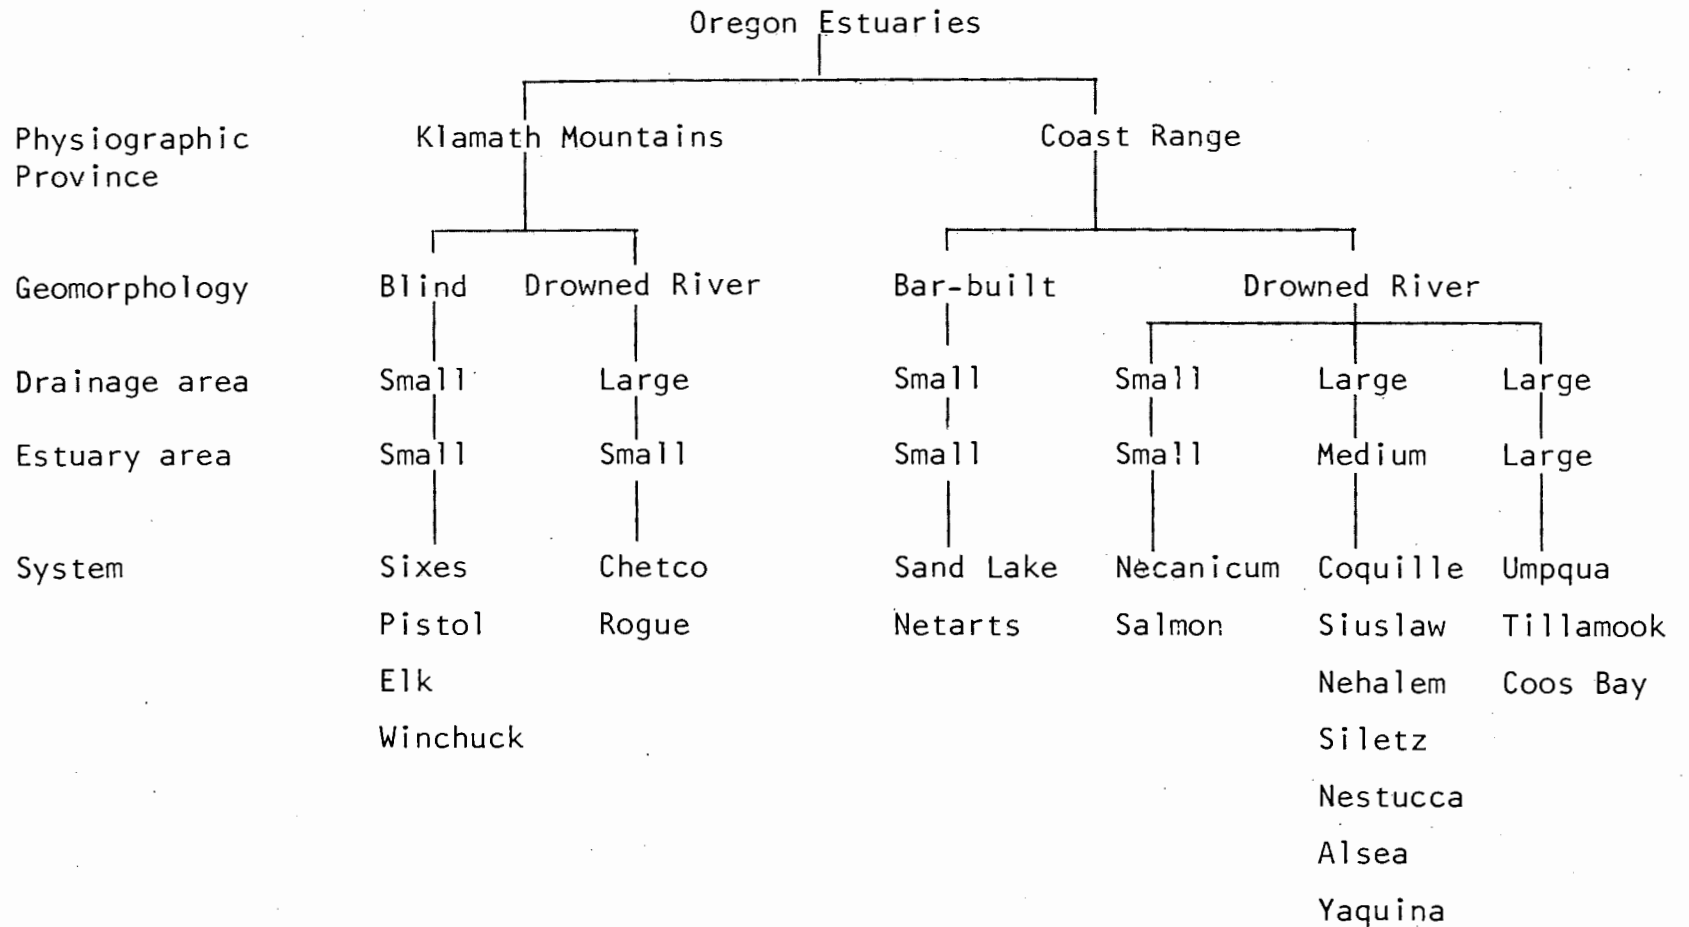 Oregon Estuaries
Physiographic Province
Klamath Mountains Coast Range
Geomorphology Blind Drowned River Bar-built Drowned River
Drainage area Small Large Small Small Large Large
Estuary area Small Small Small Small Medium Large
System Sixes Chetco Sand Lake Necanicum Coquille Umpqua
Pistol Rogue Netarts Salmon Siuslaw Tillamook
Elk Nehalem Coos Bay
Winchuck Siletz
Nestucca
Alsea
Yaquina